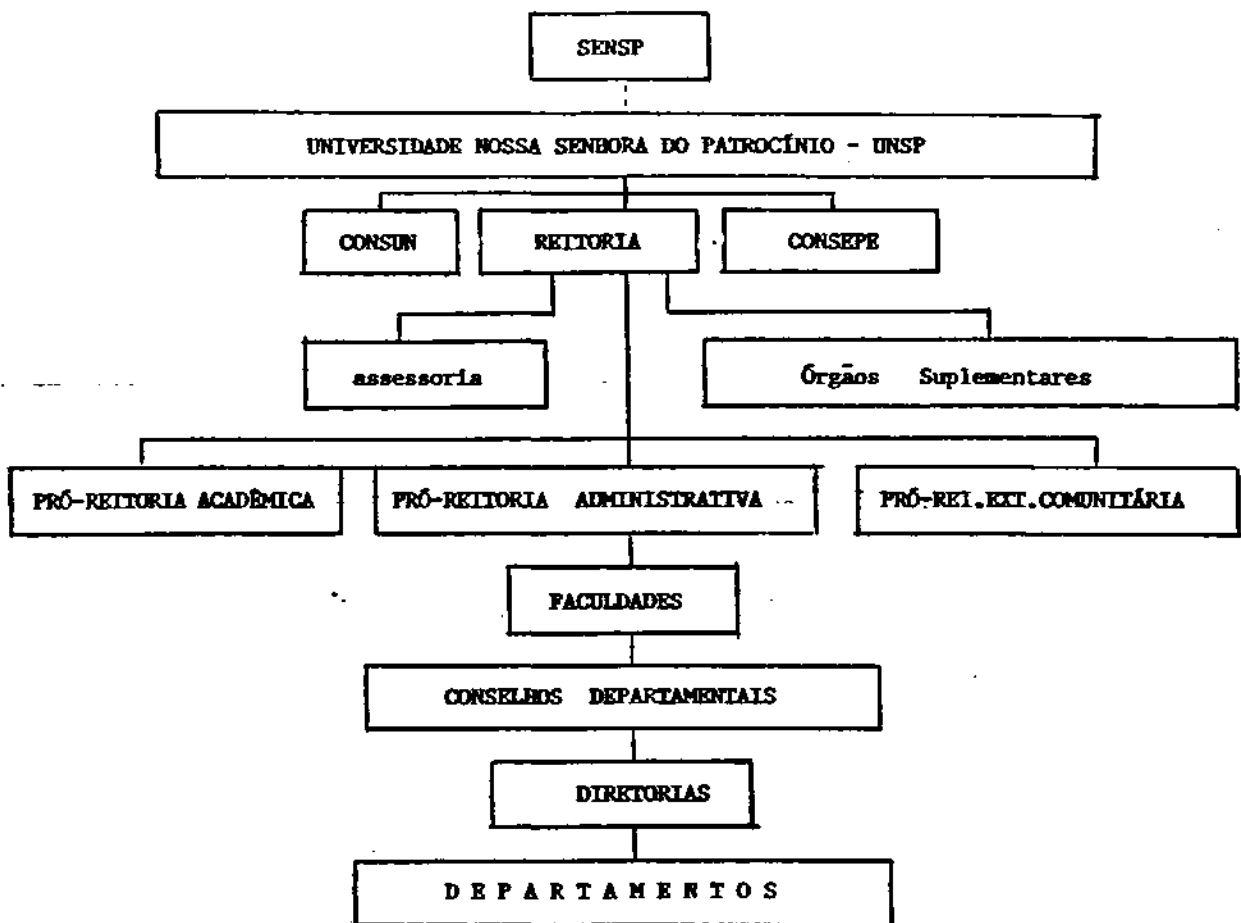 SENSP
UNIVERSIDADE NOSSA SENHORA DO PATROCÍNIO - UNSP
CONSUN
REITORIA
CONSEPE
assessoria
Órgãos Suplementares
PRÓ-REITORIA ACADÊMICA
PRÓ-REITORIA ADMINISTRATIVA
PRÓ-REI.EXT.COMUNITÁRIA
FACULDADES
CONSELHOS DEPARTAMENTAIS
DIRETORIAS
DEPARTAMENTOS